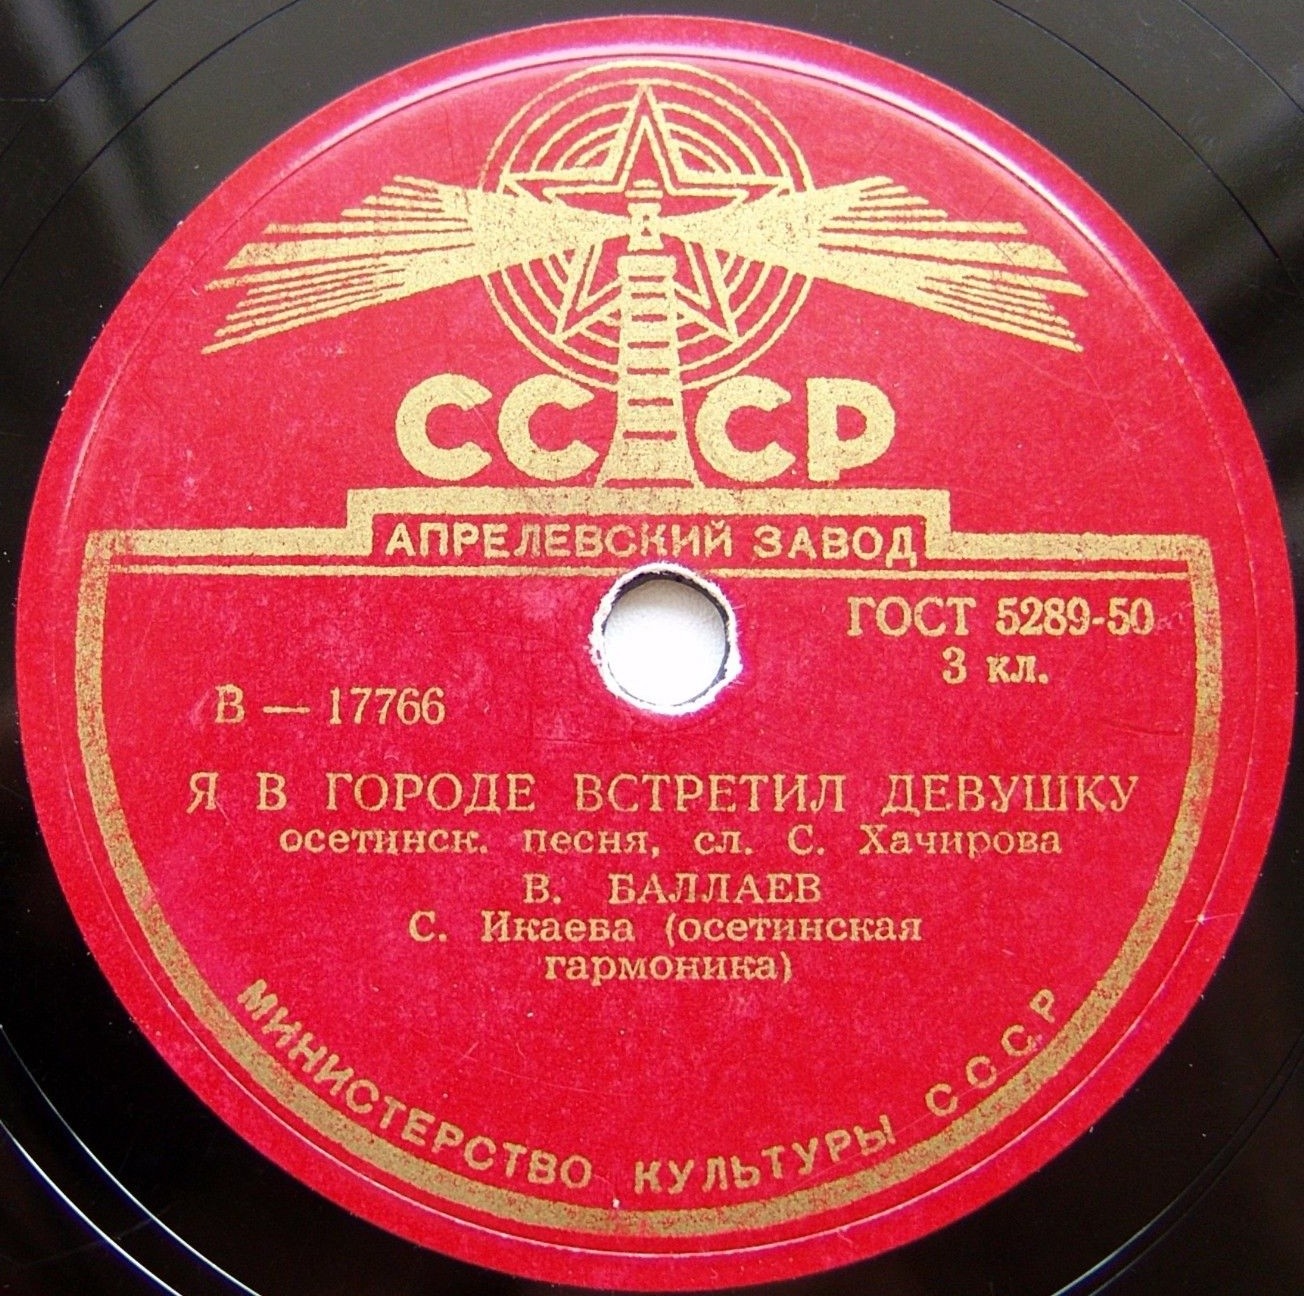 СССР
АПРЕЛЕВСКИЙ ЗАВОД
ГОСТ 5289-50
3 кл.
В — 17766
Я В ГОРОДЕ ВСТРЕТИЛ ДЕВУШКУ
осетинск. песня, сл. С. Хачирова
В. БАЛЛАЕВ
С. Икаева (осетинская
гармоника)
МИНИСТЕРСТВО КУЛЬТУРЫ СССР